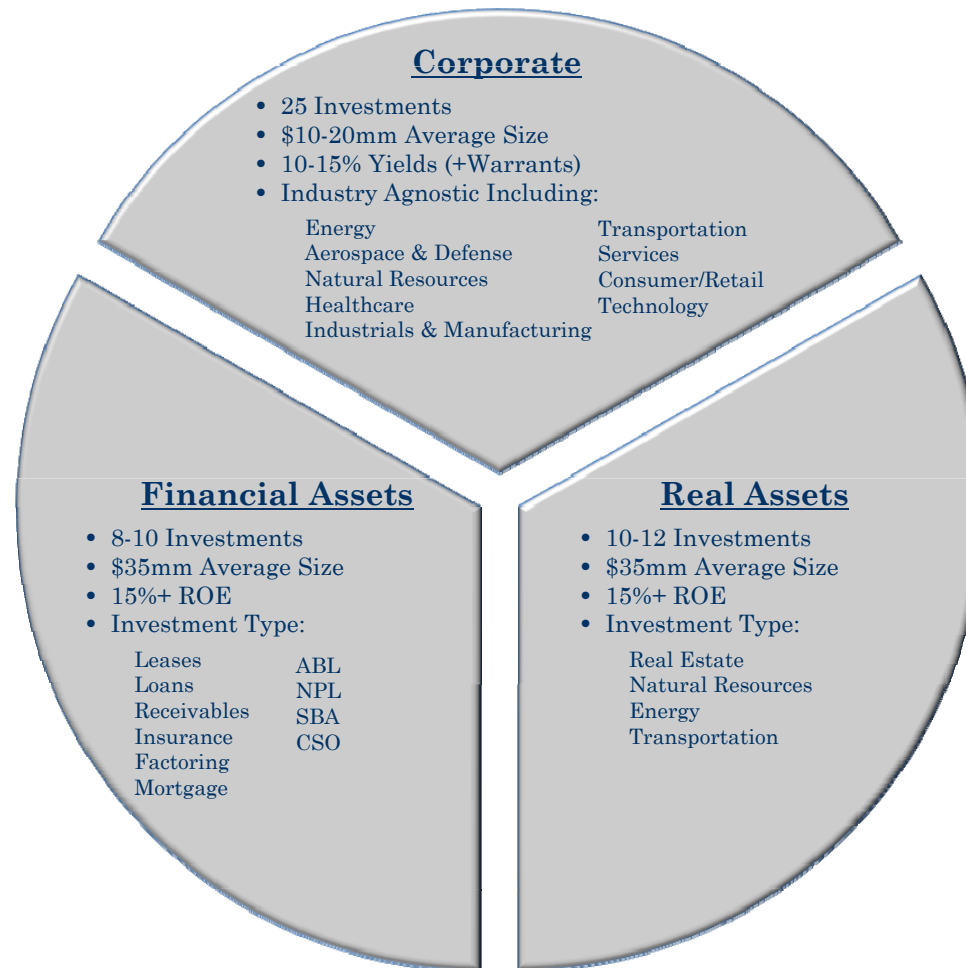 Corporate
• 25 Investments
• $10-20mm Average Size
• 10-15% Yields (+Warrants)
• Industry Agnostic Including:
Energy
Aerospace & Defense
Natural Resources
Healthcare
Industrials & Manufacturing
Transportation
Services
Consumer/Retail
Technology
Financial Assets
• 8-10 Investments
• $35mm Average Size
• 15%+ ROE
• Investment Type:
Leases
Loans
Receivables
Insurance
Factoring
Mortgage
ABL
NPL
SBA
CSO
Real Assets
• 10-12 Investments
• $35mm Average Size
• 15%+ ROE
• Investment Type:
Real Estate
Natural Resources
Energy
Transportation